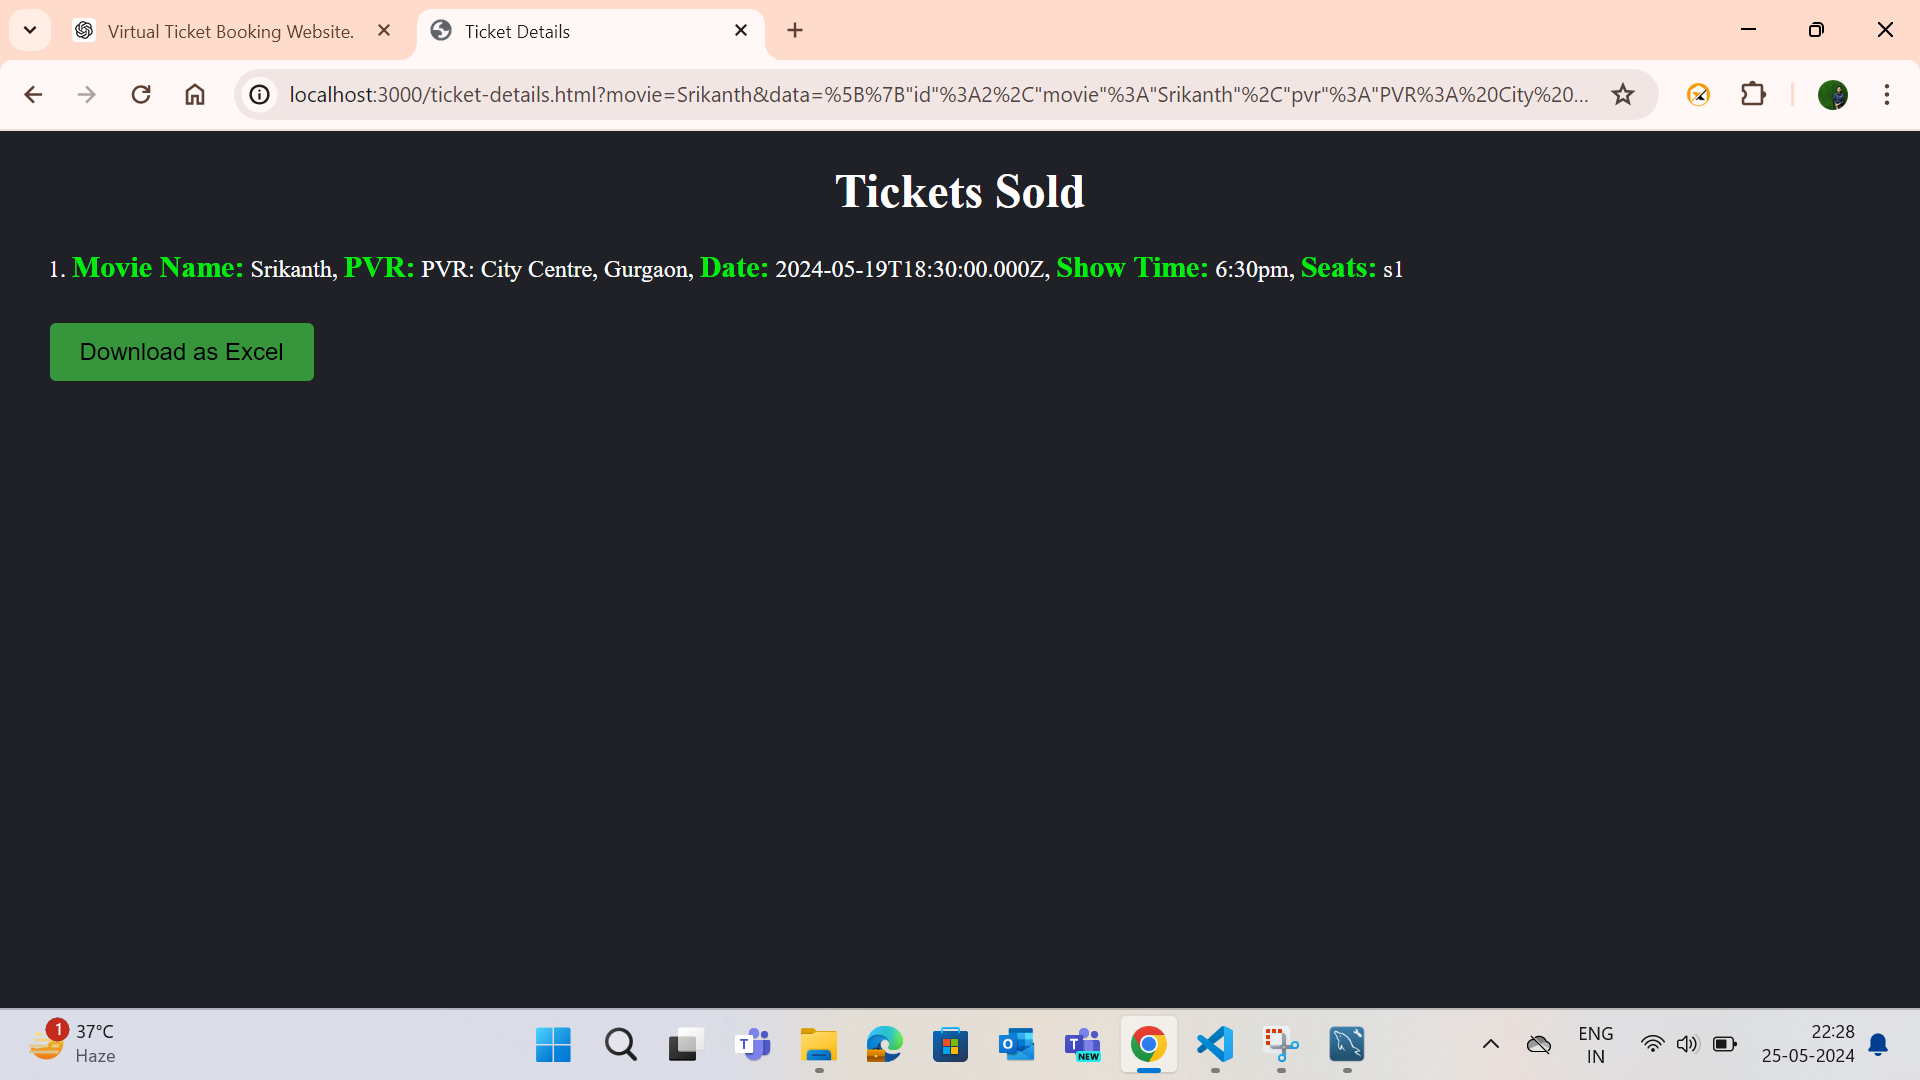 Virtual Ticket Booking Website.
Ticket Details
localhost:3000/ticket-details.html?movie=Srikanth&data=%5B%7B"id"%3A2%2C"movie"%3A"Srikanth"%2C"pvr"%3A"PVR%3A%20City%20...
Tickets Sold
1. Movie Name: Srikanth, PVR: PVR: City Centre, Gurgaon, Date: 2024-05-19T18:30:00.000Z, Show Time: 6:30pm, Seats: s1
Download as Excel
1
37°C
Haze
T
O
T
NEW
ENG
IN
22:28
25-05-2024